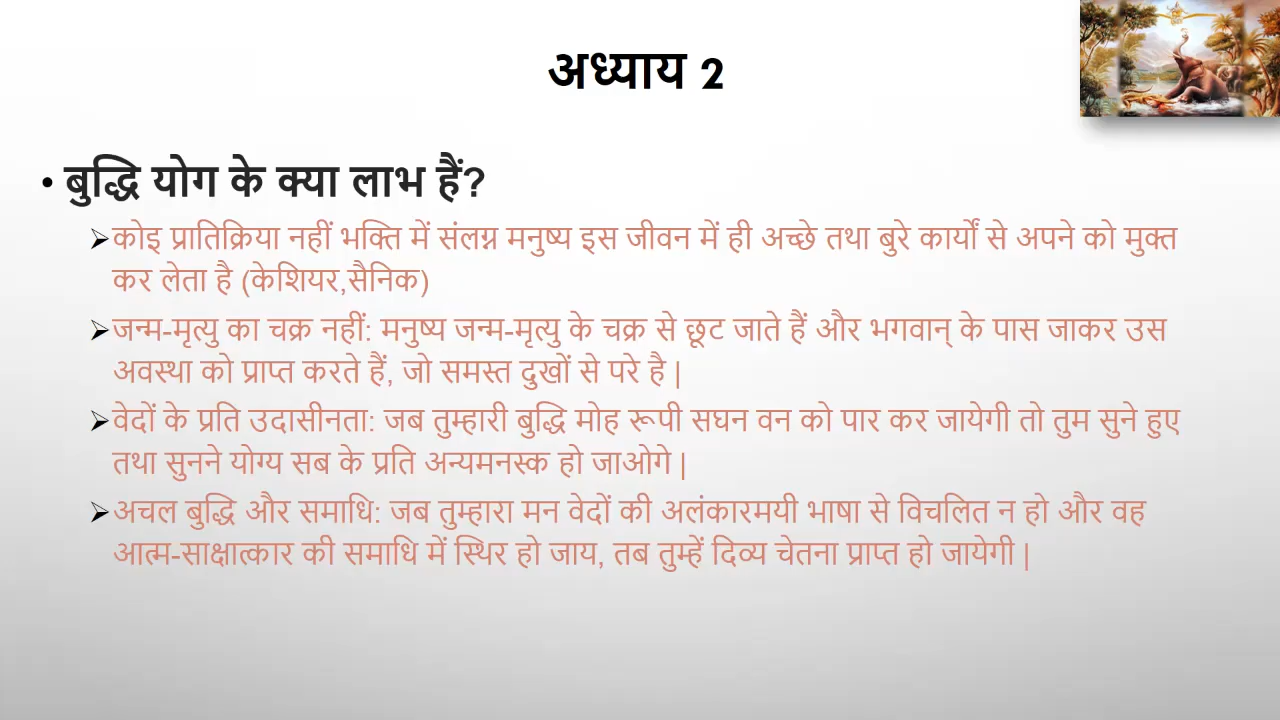 अध्याय 2
• बुद्धि योग के क्या लाभ हैं?
➢कोइ प्रातिक्रिया नहीं भक्ति में संलग्न मनुष्य इस जीवन में ही अच्छे तथा बुरे कार्यों से अपने को मुक्त
कर लेता है (केशियर,सैनिक)
➢जन्म-मृत्यु का चक्र नहीं: मनुष्य जन्म-मृत्यु के चक्र से छूट जाते हैं और भगवान् के पास जाकर उस
अवस्था को प्राप्त करते हैं, जो समस्त दुखों से परे है |
➢वेदों के प्रति उदासीनता: जब तुम्हारी बुद्धि मोह रूपी सघन वन को पार कर जायेगी तो तुम सुने हुए
तथा सुनने योग्य सब के प्रति अन्यमनस्क हो जाओगे |
➢अचल बुद्धि और समाधि: जब तुम्हारा मन वेदों की अलंकारमयी भाषा से विचलित न हो और वह
आत्म-साक्षात्कार की समाधि में स्थिर हो जाय, तब तुम्हें दिव्य चेतना प्राप्त हो जायेगी |